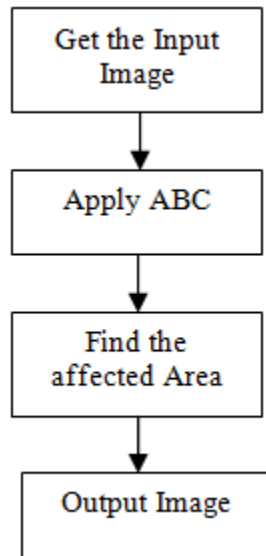 Get the Input
Image
Apply ABC
Find the
affected Area
Output Image